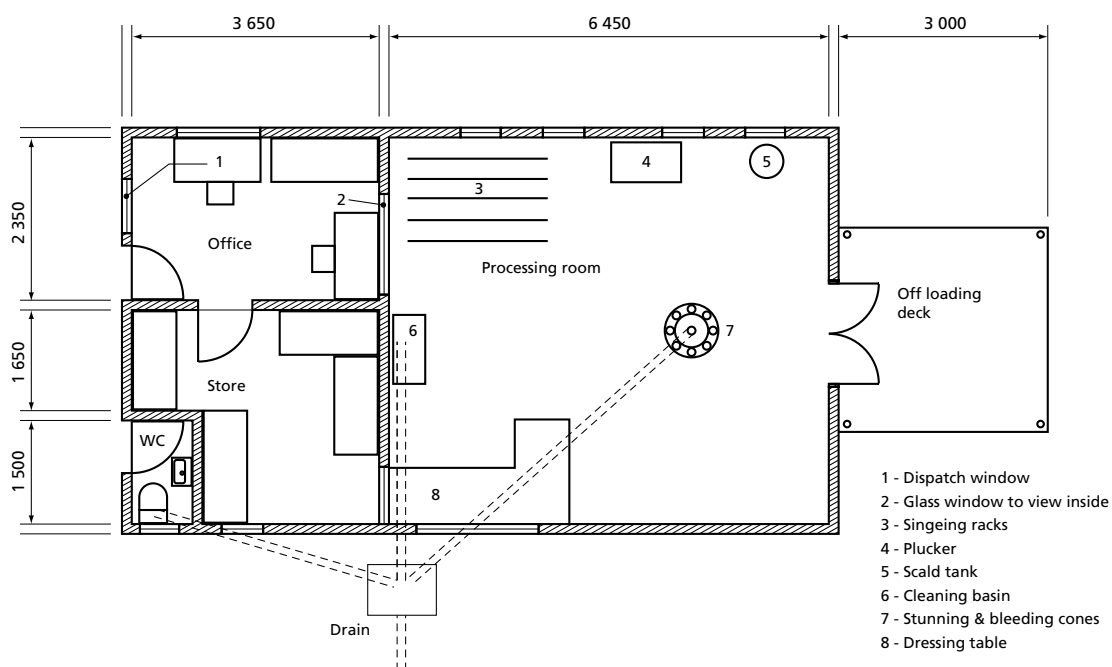 3 650
6 450
3 000
2 350
1 650
1 500
1
2
3
4
5
Office
Processing room
Off loading
deck
6
7
Store
WC
8
Drain
1 - Dispatch window
2 - Glass window to view inside
3 - Singeing racks
4 - Plucker
5 - Scald tank
6 - Cleaning basin
7 - Stunning & bleeding cones
8 - Dressing table